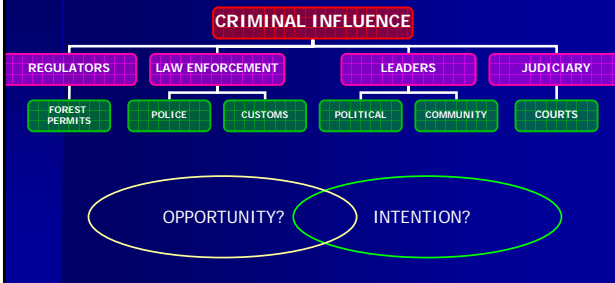 CRIMINAL INFLUENCE
REGULATORS LAW ENFORCEMENT LEADERS JUDICIARY
FOREST
PERMITS
POLICE CUSTOMS POLITICAL COMMUNITY COURTS
OPPORTUNITY? INTENTION?